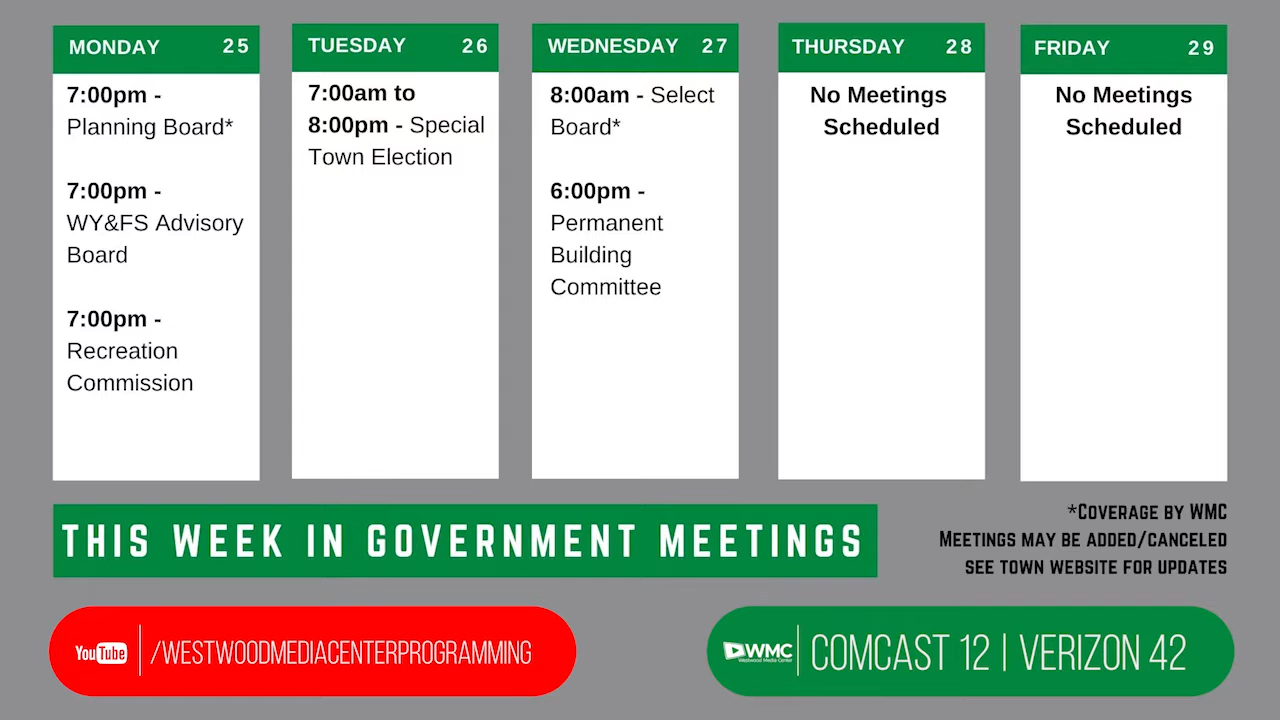 MONDAY 25
7:00pm -
Planning Board*
7:00pm -
WY&FS Advisory
Board
7:00pm -
Recreation
Commission
TUESDAY 26
7:00am to
8:00pm - Special
Town Election
WEDNESDAY 27
8:00am - Select
Board*
6:00pm -
Permanent
Building
Committee
THURSDAY 28
No Meetings
Scheduled
FRIDAY 29
No Meetings
Scheduled
THIS WEEK IN GOVERNMENT MEETINGS
*COVERAGE BY WMC
MEETINGS MAY BE ADDED/CANCELED
SEE TOWN WEBSITE FOR UPDATES
YouTube /WESTWOODMEDIACENTERPROGRAMMING
WMC
Westwood Media Center
COMCAST 12 | VERIZON 42